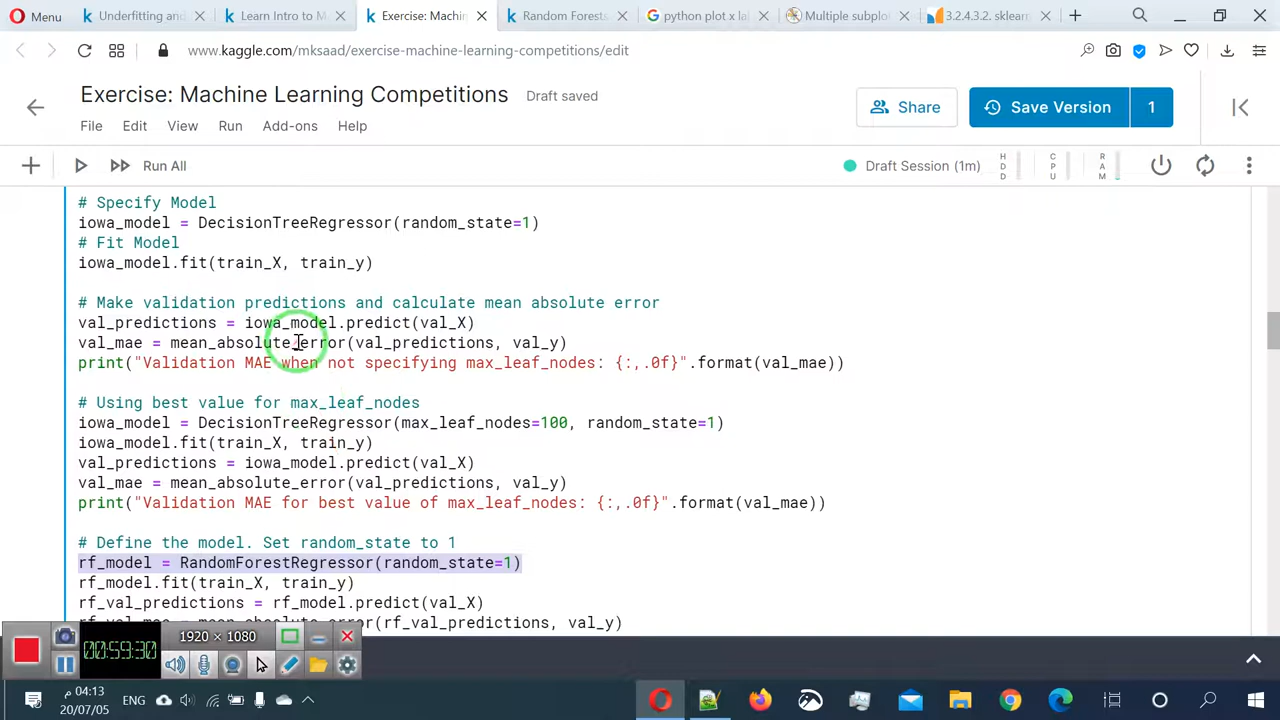 Menu
Underfitting and
Learn Intro to M
Exercise: Machin
Random Forests
python plot x la
Multiple subplo
3.2.4.3.2. sklear
www.kaggle.com/mksaad/exercise-machine-learning-competitions/edit
Exercise: Machine Learning Competitions
Draft saved
Share
Save Version
1
File Edit View Run Add-ons Help
Run All
Draft Session (1m)
HDD
CPU
RAM
# Specify Model
iowa_model = DecisionTreeRegressor(random_state=1)
# Fit Model
iowa_model.fit(train_X, train_y)
# Make validation predictions and calculate mean absolute error
val_predictions = iowa_model.predict(val_X)
val_mae = mean_absolute_error(val_predictions, val_y)
print("Validation MAE when not specifying max_leaf_nodes: {:,.0f}".format(val_mae))
# Using best value for max_leaf_nodes
iowa_model = DecisionTreeRegressor(max_leaf_nodes=100, random_state=1)
iowa_model.fit(train_X, train_y)
val_predictions = iowa_model.predict(val_X)
val_mae = mean_absolute_error(val_predictions, val_y)
print("Validation MAE for best value of max_leaf_nodes: {:,.0f}".format(val_mae))
# Define the model. Set random_state to 1
rf_model = RandomForestRegressor(random_state=1)
rf_model.fit(train_X, train_y)
rf_val_predictions = rf_model.predict(val_X)
rf_val_mae = mean_absolute_error(rf_val_predictions, val_y)
00:59:30
1920 × 1080
04:13 م
20/07/05
ENG